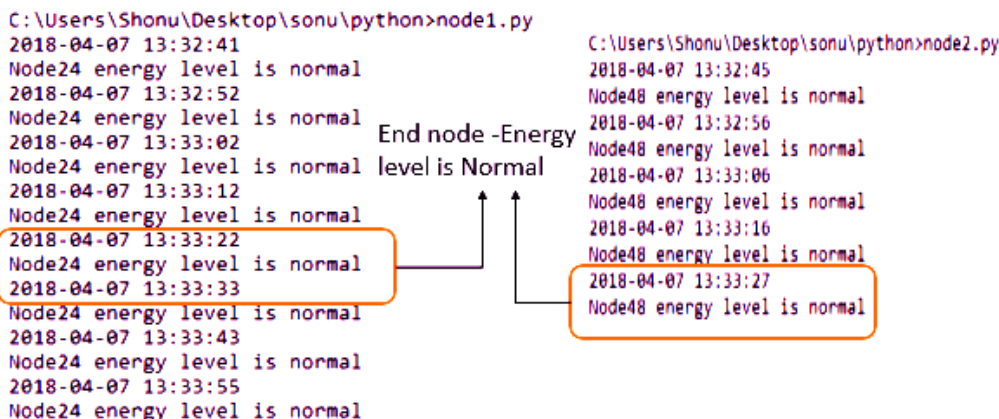 C:\Users\Shonu\Desktop\sonu\python>node1.py
2018-04-07 13:32:41
Node24 energy level is normal
2018-04-07 13:32:52
Node24 energy level is normal
2018-04-07 13:33:02
Node24 energy level is normal
2018-04-07 13:33:12
Node24 energy level is normal
2018-04-07 13:33:22
Node24 energy level is normal
2018-04-07 13:33:33
Node24 energy level is normal
2018-04-07 13:33:43
Node24 energy level is normal
2018-04-07 13:33:55
Node24 energy level is normal
End node -Energy
level is Normal
C:\Users\Shonu\Desktop\sonu\python>node2.py
2018-04-07 13:32:45
Node48 energy level is normal
2018-04-07 13:32:56
Node48 energy level is normal
2018-04-07 13:33:06
Node48 energy level is normal
2018-04-07 13:33:16
Node48 energy level is normal
2018-04-07 13:33:27
Node48 energy level is normal